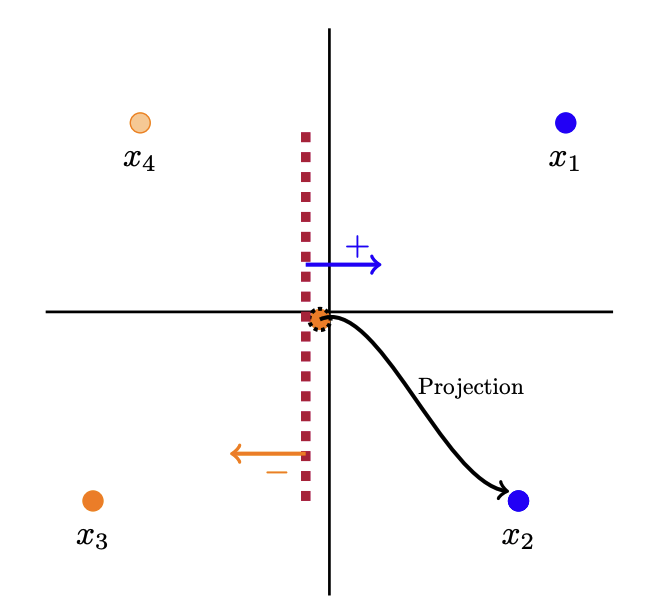 x₄
x₁
+
Projection
−
x₃
x₂